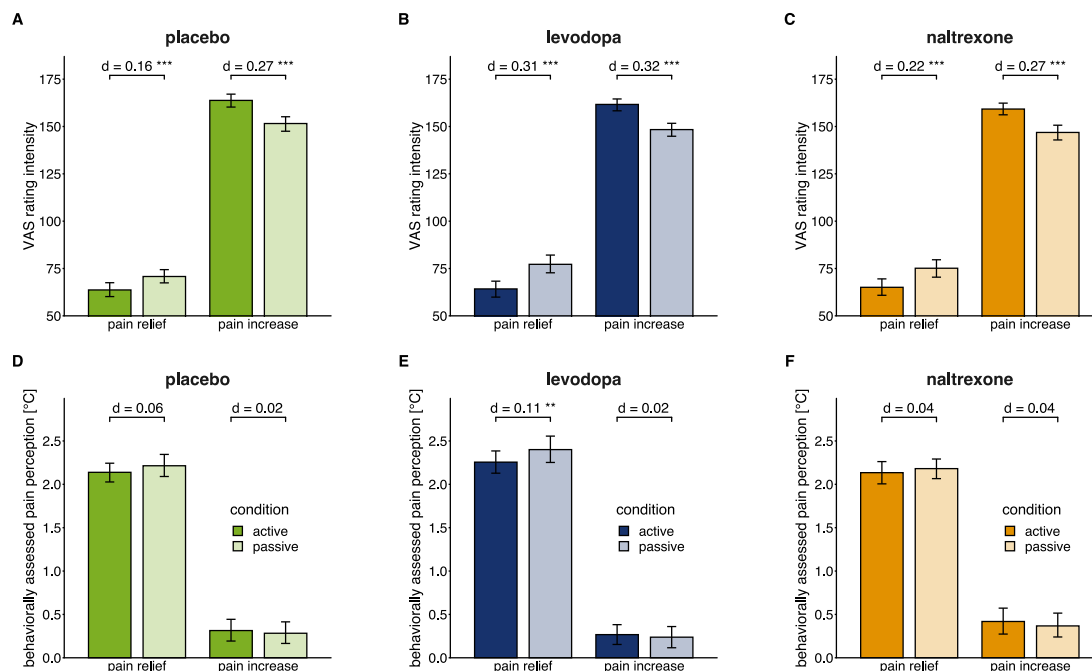 A
placebo
d = 0.16 ***
d = 0.27 ***
VAS rating intensity
175
150
125
100
75
50
pain relief
pain increase
B
levodopa
d = 0.31 ***
d = 0.32 ***
VAS rating intensity
175
150
125
100
75
50
pain relief
pain increase
C
naltrexone
d = 0.22 ***
d = 0.27 ***
VAS rating intensity
175
150
125
100
75
50
pain relief
pain increase
D
placebo
d = 0.06
d = 0.02
behaviorally assessed pain perception [°C]
2.5
2.0
1.5
1.0
0.5
0.0
condition
active
passive
pain relief
pain increase
E
levodopa
d = 0.11 **
d = 0.02
behaviorally assessed pain perception [°C]
2.5
2.0
1.5
1.0
0.5
0.0
condition
active
passive
pain relief
pain increase
F
naltrexone
d = 0.04
d = 0.04
behaviorally assessed pain perception [°C]
2.5
2.0
1.5
1.0
0.5
0.0
condition
active
passive
pain relief
pain increase